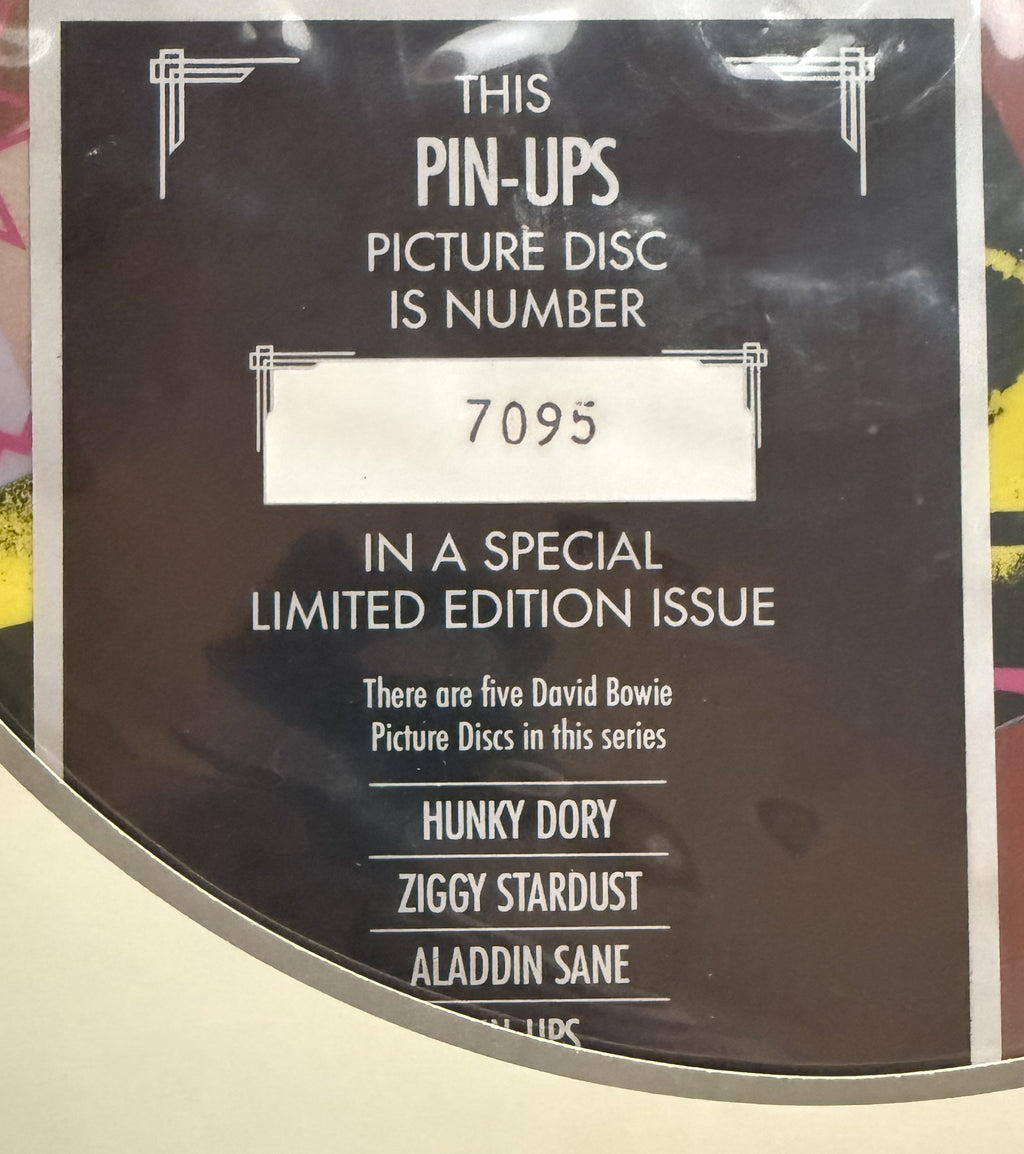 THIS
PIN-UPS
PICTURE DISC
IS NUMBER
7095
IN A SPECIAL
LIMITED EDITION ISSUE
There are five David Bowie
Picture Discs in this series
HUNKY DORY
ZIGGY STARDUST
ALADDIN SANE
UPS